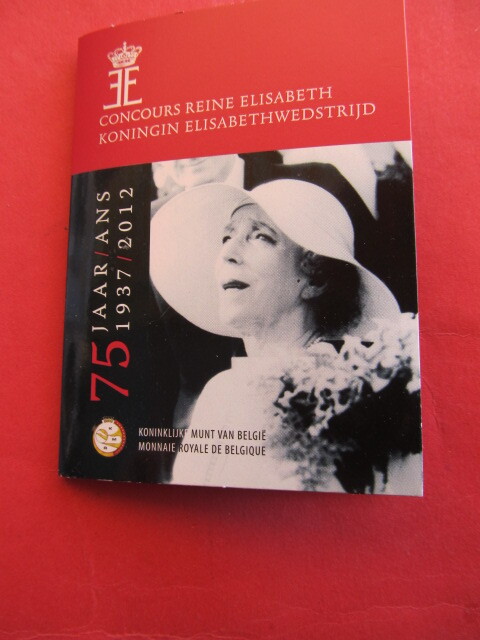 CONCOURS REINE ELISABETH
KONINGIN ELISABETHWEDSTRIJD
75 JAAR/ANS
1937/2012
KONINKLIJKE MUNT VAN BELGIË
MONNAIE ROYALE DE BELGIQUE